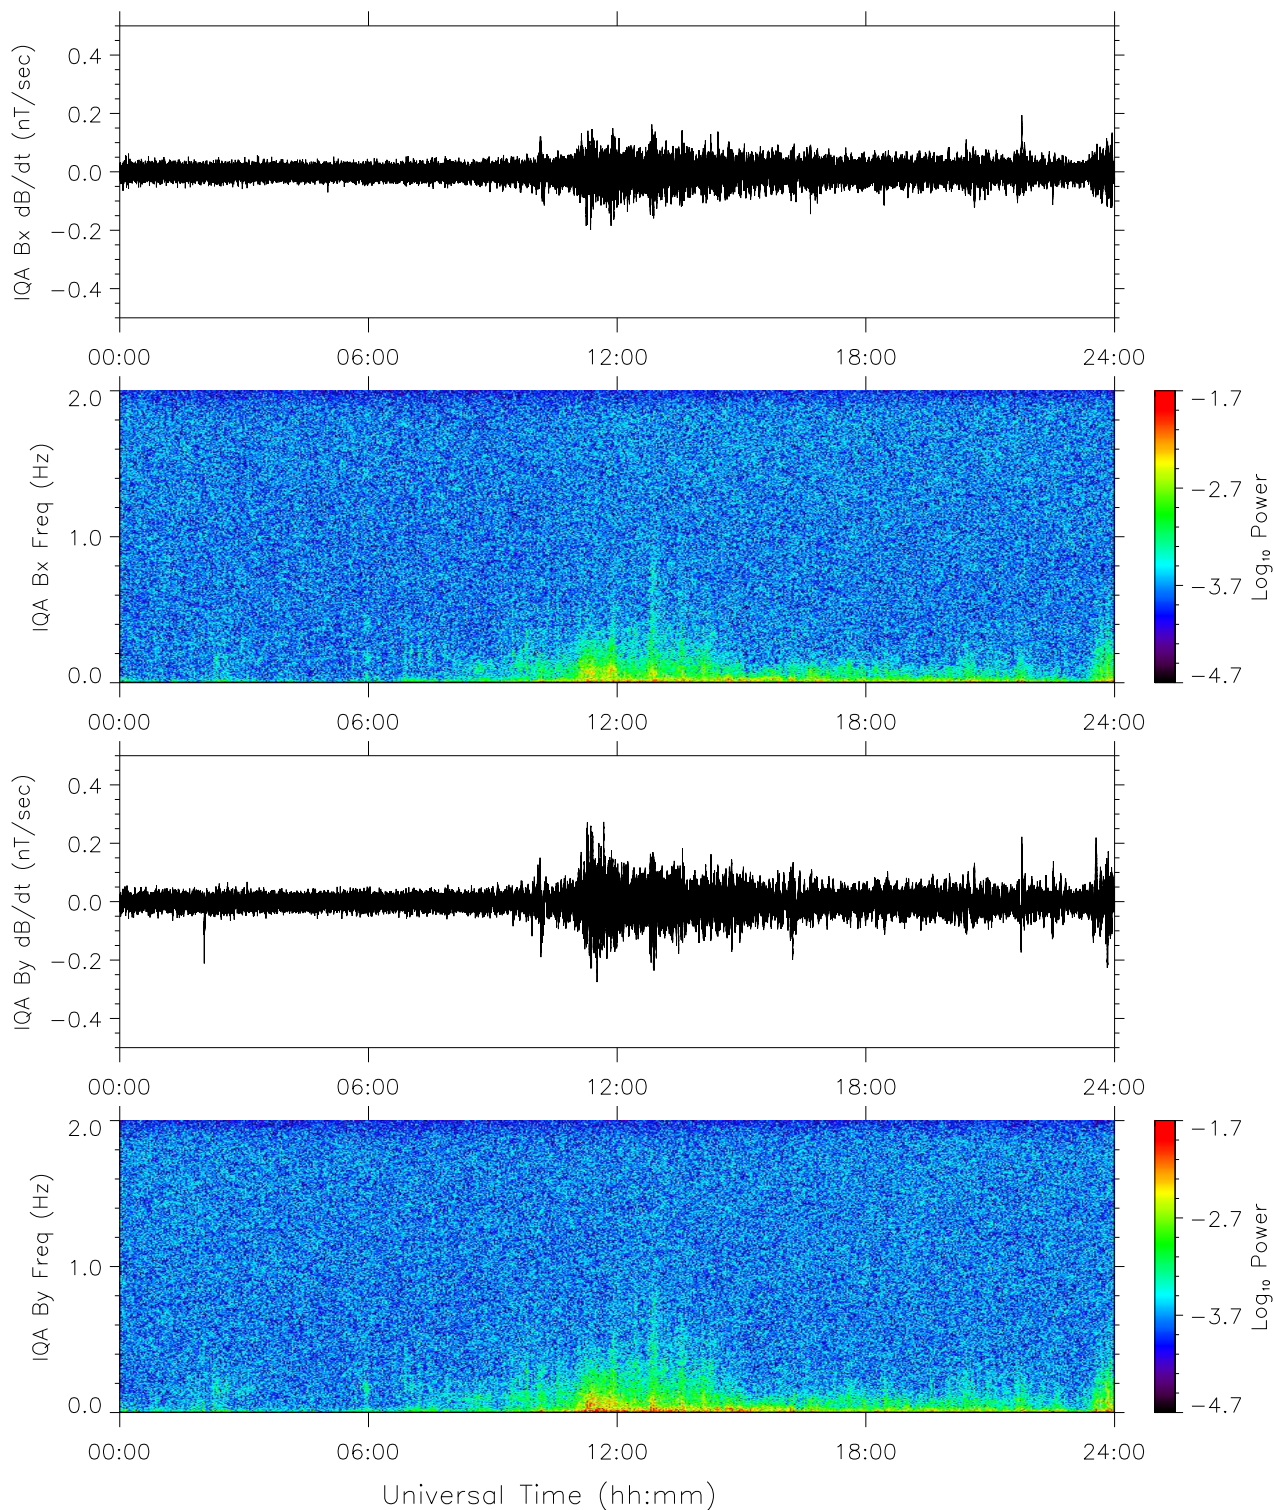 IQA Bx dB/dt (nT/sec)
0.4
0.2
0.0
−0.2
−0.4
00:00 06:00 12:00 18:00 24:00
IQA Bx Freq (Hz)
2.0
1.0
0.0
00:00 06:00 12:00 18:00 24:00
−1.7
−2.7
−3.7
−4.7
Log₁₀ Power
IQA By dB/dt (nT/sec)
0.4
0.2
0.0
−0.2
−0.4
00:00 06:00 12:00 18:00 24:00
IQA By Freq (Hz)
2.0
1.0
0.0
00:00 06:00 12:00 18:00 24:00
−1.7
−2.7
−3.7
−4.7
Log₁₀ Power
Universal Time (hh:mm)